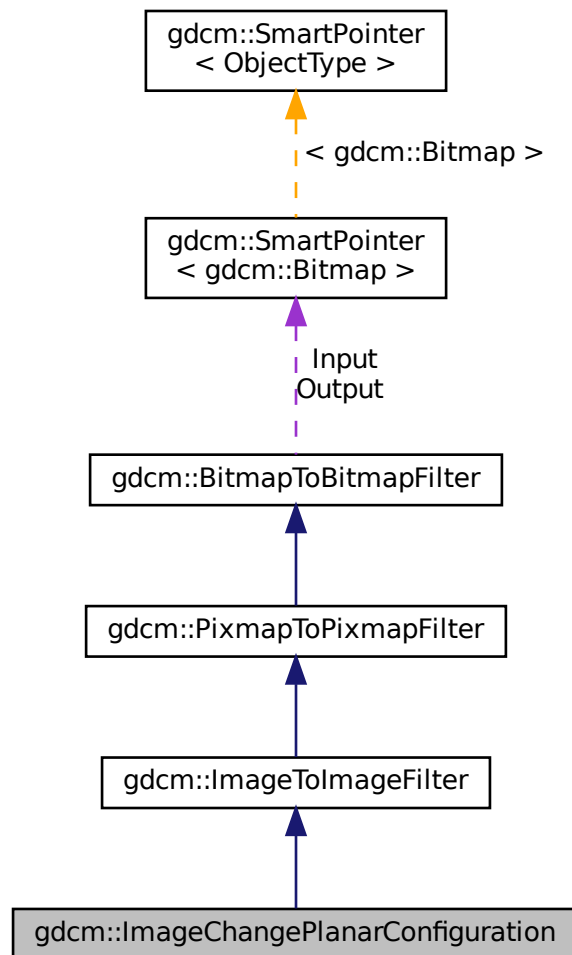 gdcm::SmartPointer
< ObjectType >
< gdcm::Bitmap >
gdcm::SmartPointer
< gdcm::Bitmap >
Input
Output
gdcm::BitmapToBitmapFilter
gdcm::PixmapToPixmapFilter
gdcm::ImageToImageFilter
gdcm::ImageChangePlanarConfiguration